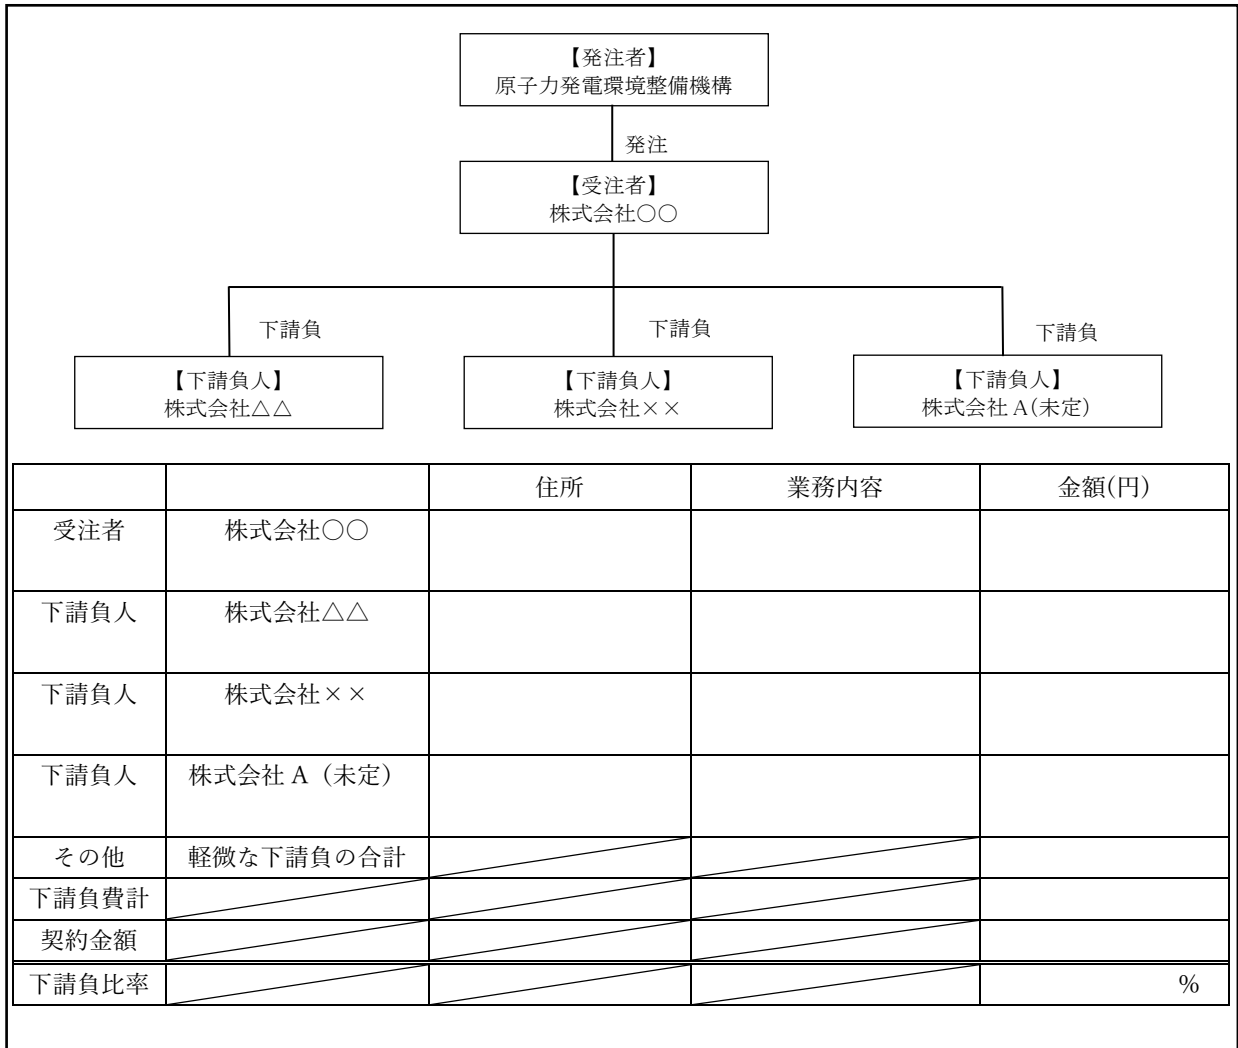 【発注者】
原子力発電環境整備機構
発注
【受注者】
株式会社〇〇
下請負
下請負
下請負
【下請負人】
株式会社△△
【下請負人】
株式会社××
【下請負人】
株式会社A(未定)
住所 業務内容 金額(円)
受注者 株式会社〇〇
下請負人 株式会社△△
下請負人 株式会社××
下請負人 株式会社A（未定）
その他 軽微な下請負の合計
下請負費計
契約金額
下請負比率 %